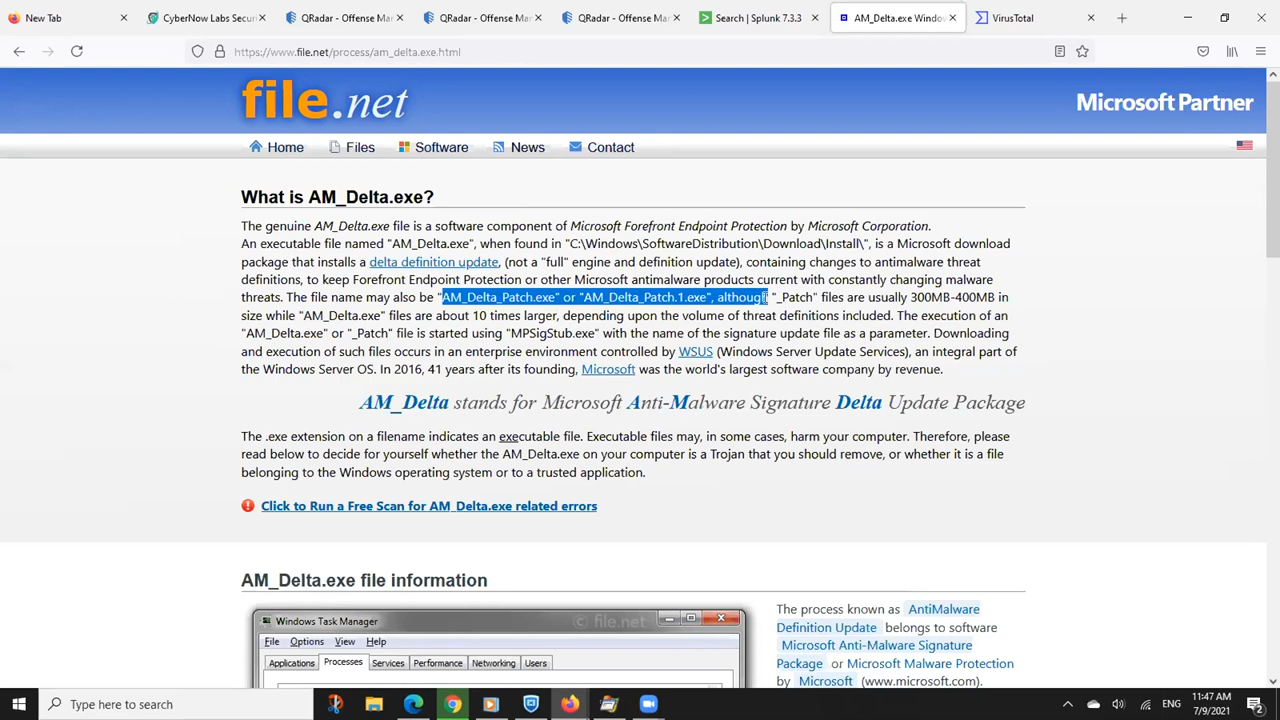 New Tab
CyberNow Labs Securi
QRadar - Offense Man
QRadar - Offense Man
QRadar - Offense Man
Search | Splunk 7.3.3
AM_Delta.exe Window
VirusTotal
https://www.file.net/process/am_delta.exe.html
file.net
Microsoft Partner
Home
Files
Software
News
Contact
What is AM_Delta.exe?
The genuine AM_Delta.exe file is a software component of Microsoft Forefront Endpoint Protection by Microsoft Corporation.
An executable file named "AM_Delta.exe", when found in "C:\Windows\SoftwareDistribution\Download\Install\", is a Microsoft download
package that installs a delta definition update, (not a "full" engine and definition update), containing changes to antimalware threat
definitions, to keep Forefront Endpoint Protection or other Microsoft antimalware products current with constantly changing malware
threats. The file name may also be "AM_Delta_Patch.exe" or "AM_Delta_Patch.1.exe", although "_Patch" files are usually 300MB-400MB in
size while "AM_Delta.exe" files are about 10 times larger, depending upon the volume of threat definitions included. The execution of an
"AM_Delta.exe" or "_Patch" file is started using "MPSigStub.exe" with the name of the signature update file as a parameter. Downloading
and execution of such files occurs in an enterprise environment controlled by WSUS (Windows Server Update Services), an integral part of
the Windows Server OS. In 2016, 41 years after its founding, Microsoft was the world's largest software company by revenue.
AM_Delta stands for Microsoft Anti-Malware Signature Delta Update Package
The .exe extension on a filename indicates an executable file. Executable files may, in some cases, harm your computer. Therefore, please
read below to decide for yourself whether the AM_Delta.exe on your computer is a Trojan that you should remove, or whether it is a file
belonging to the Windows operating system or to a trusted application.
Click to Run a Free Scan for AM_Delta.exe related errors
AM_Delta.exe file information
Windows Task Manager
© file.net
File Options View Help
Applications Processes Services Performance Networking Users
The process known as AntiMalware
Definition Update belongs to software
Microsoft Anti-Malware Signature
Package or Microsoft Malware Protection
by Microsoft (www.microsoft.com).
Type here to search
ENG
11:47 AM
7/9/2021
2